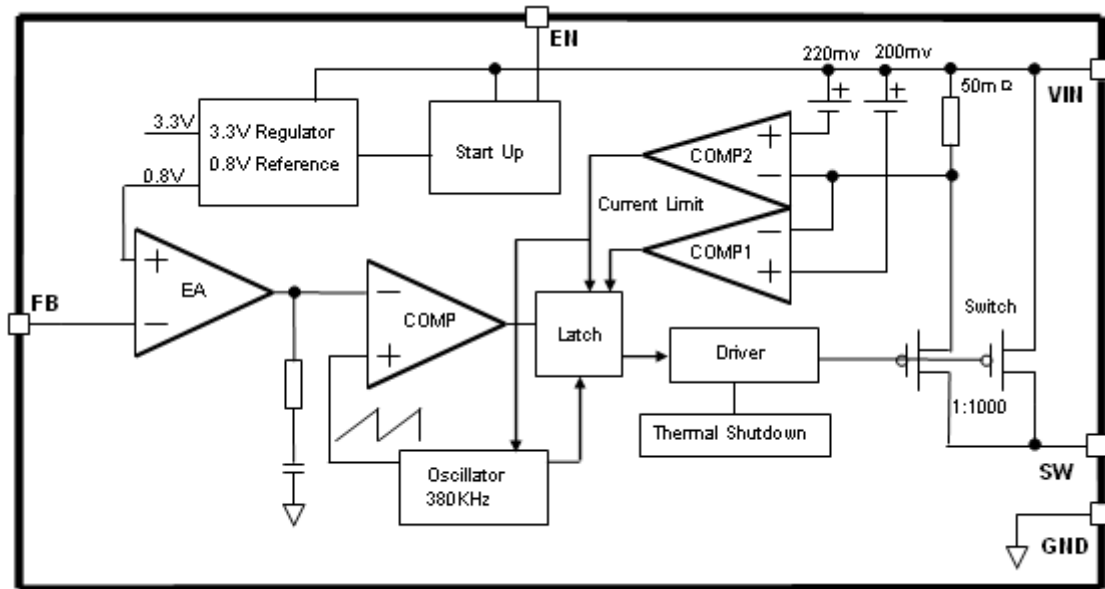 EN
220mv
200mv
50mΩ
VIN
3.3V
3.3V Regulator
0.8V Reference
Start Up
0.8V
+
+
+
COMP2
−
Current Limit
−
COMP1
+
+
EA
−
FB
−
COMP
+
Latch
Driver
Switch
1:1000
Thermal Shutdown
Oscillator
380KHz
SW
GND